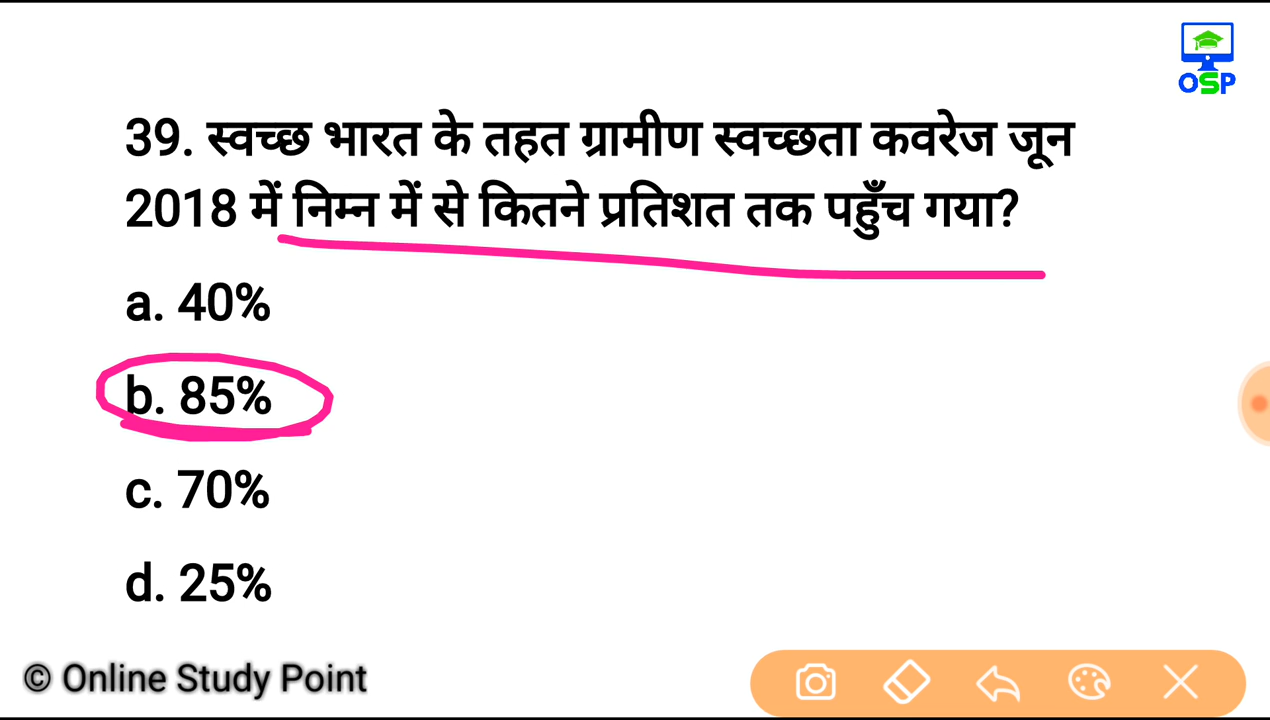 OSP
39. स्वच्छ भारत के तहत ग्रामीण स्वच्छता कवरेज जून
2018 में निम्न में से कितने प्रतिशत तक पहुँच गया?
a. 40%
b. 85%
c. 70%
d. 25%
© Online Study Point